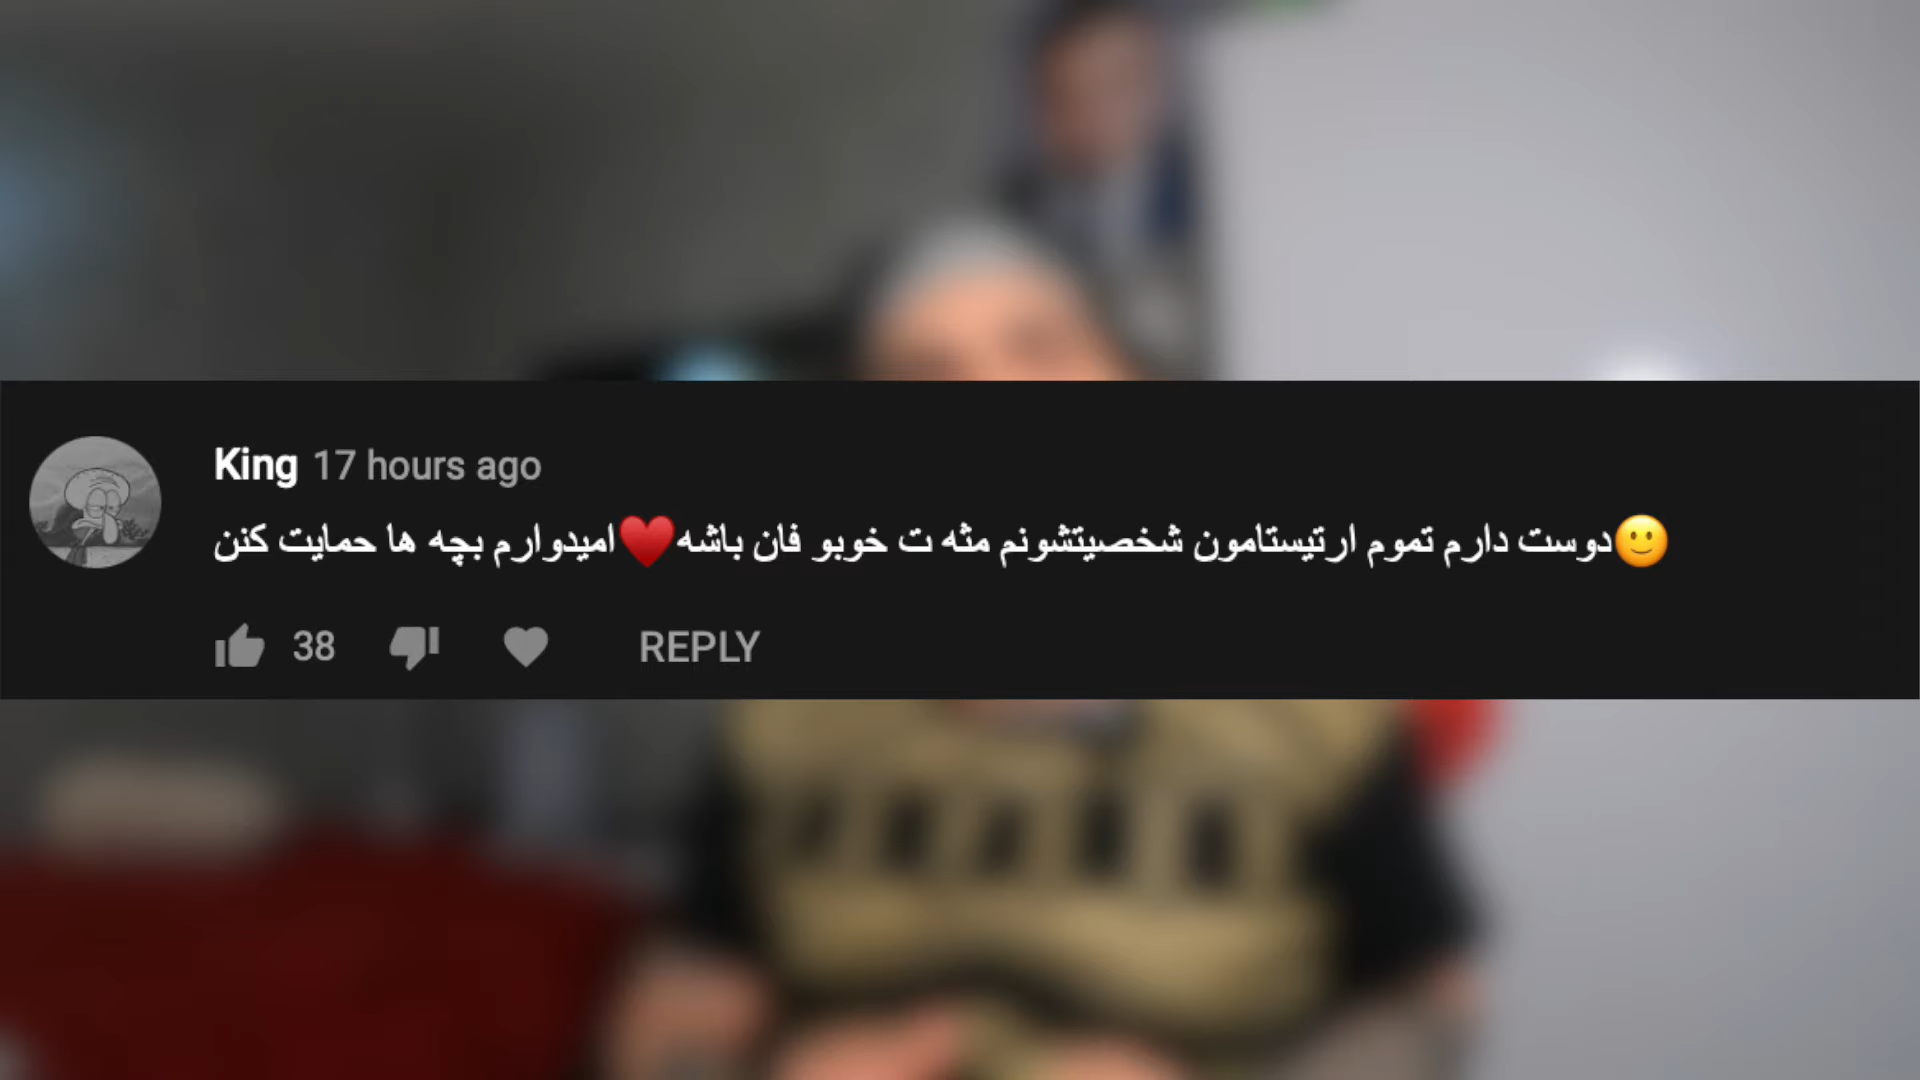 King 17 hours ago
🙂دوست دارم تموم ارتیستامون شخصیتشونم مثه ت خوبو فان باشه♥️امیدوارم بچه ها حمایت کنن
38 REPLY